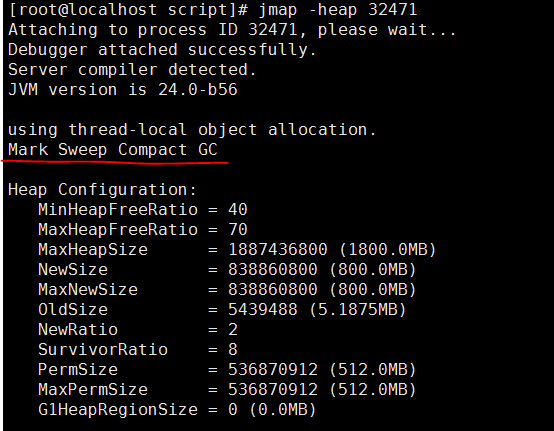 [root@localhost script]# jmap -heap 32471
Attaching to process ID 32471, please wait...
Debugger attached successfully.
Server compiler detected.
JVM version is 24.0-b56
using thread-local object allocation.
Mark Sweep Compact GC
Heap Configuration:
MinHeapFreeRatio = 40
MaxHeapFreeRatio = 70
MaxHeapSize = 1887436800 (1800.0MB)
NewSize = 838860800 (800.0MB)
MaxNewSize = 838860800 (800.0MB)
OldSize = 5439488 (5.1875MB)
NewRatio = 2
SurvivorRatio = 8
PermSize = 536870912 (512.0MB)
MaxPermSize = 536870912 (512.0MB)
G1HeapRegionSize = 0 (0.0MB)